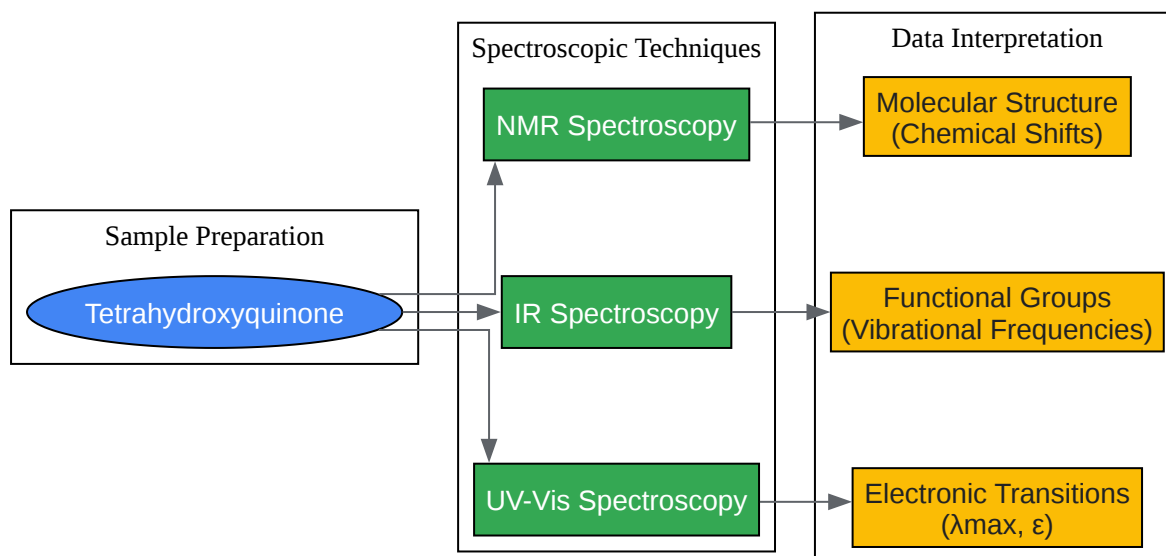 Sample Preparation
Tetrahydroxyquinone
Spectroscopic Techniques
NMR Spectroscopy
IR Spectroscopy
UV-Vis Spectroscopy
Data Interpretation
Molecular Structure
(Chemical Shifts)
Functional Groups
(Vibrational Frequencies)
Electronic Transitions
(λmax, ε)